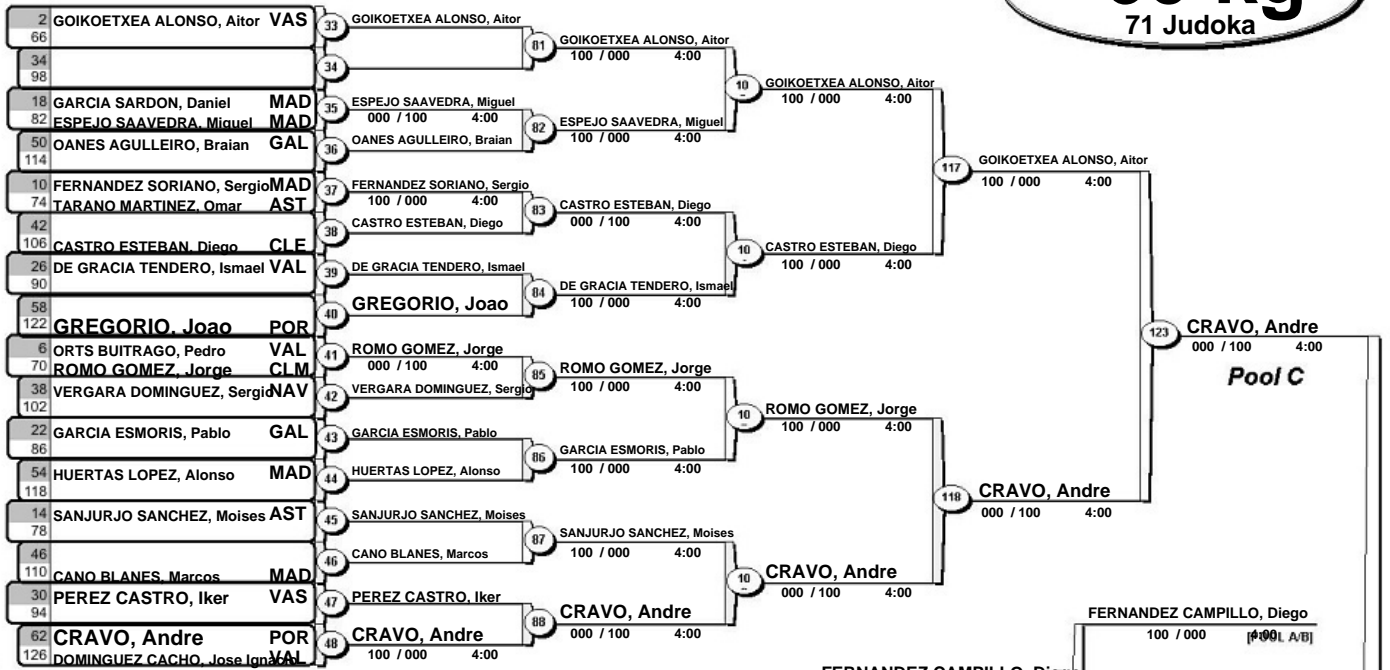 71 Judoka
2 GOIKOETXEA ALONSO, Aitor VAS
66
34
98
18 GARCIA SARDON, Daniel MAD
82 ESPEJO SAAVEDRA, Miguel MAD
50 OANES AGULLEIRO, Braian GAL
114
10 FERNANDEZ SORIANO, Sergio MAD
74 TARANO MARTINEZ, Omar AST
42
106 CASTRO ESTEBAN, Diego CLE
26 DE GRACIA TENDERO, Ismael VAL
90
58
122 GREGORIO, Joao POR
6 ORTS BUITRAGO, Pedro VAL
70 ROMO GOMEZ, Jorge CLM
38 VERGARA DOMINGUEZ, Sergio NAV
102
22 GARCIA ESMORIS, Pablo GAL
86
54 HUERTAS LOPEZ, Alonso MAD
118
14 SANJURJO SANCHEZ, Moises AST
78
46
110 CANO BLANES, Marcos MAD
30 PEREZ CASTRO, Iker VAS
94
62 CRAVO, Andre POR
126 DOMINGUEZ CACHO, Jose Ignacio VAL
33 GOIKOETXEA ALONSO, Aitor
34
35 ESPEJO SAAVEDRA, Miguel
000 / 100 4:00
36 OANES AGULLEIRO, Braian
37 FERNANDEZ SORIANO, Sergio
100 / 000 4:00
38 CASTRO ESTEBAN, Diego
39 DE GRACIA TENDERO, Ismael
40 GREGORIO, Joao
41 ROMO GOMEZ, Jorge
000 / 100 4:00
42 VERGARA DOMINGUEZ, Sergio
43 GARCIA ESMORIS, Pablo
44 HUERTAS LOPEZ, Alonso
45 SANJURJO SANCHEZ, Moises
46 CANO BLANES, Marcos
47 PEREZ CASTRO, Iker
48 CRAVO, Andre
100 / 000 4:00
81 GOIKOETXEA ALONSO, Aitor
100 / 000 4:00
82 ESPEJO SAAVEDRA, Miguel
100 / 000 4:00
83 CASTRO ESTEBAN, Diego
000 / 100 4:00
84 DE GRACIA TENDERO, Ismael
100 / 000 4:00
85 ROMO GOMEZ, Jorge
100 / 000 4:00
86 GARCIA ESMORIS, Pablo
100 / 000 4:00
87 SANJURJO SANCHEZ, Moises
100 / 000 4:00
88 CRAVO, Andre
000 / 100 4:00
10 GOIKOETXEA ALONSO, Aitor
100 / 000 4:00
10 CASTRO ESTEBAN, Diego
100 / 000 4:00
10 ROMO GOMEZ, Jorge
100 / 000 4:00
10 CRAVO, Andre
000 / 100 4:00
117 GOIKOETXEA ALONSO, Aitor
100 / 000 4:00
118 CRAVO, Andre
000 / 100 4:00
123 CRAVO, Andre
000 / 100 4:00
Pool C
FERNANDEZ CAMPILLO, Diego
100 / 000 4:00 [POOL A/B]